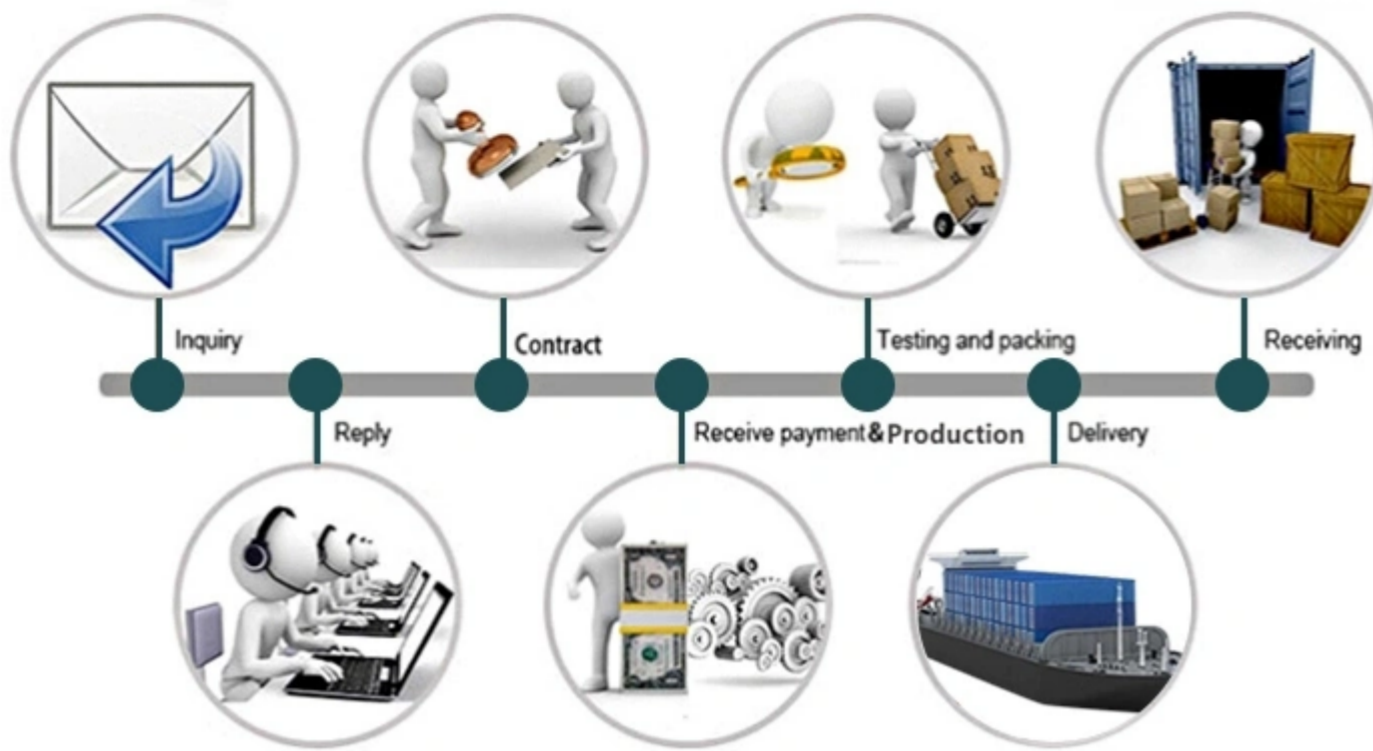 Inquiry
Contract
Testing and packing
Receiving
Reply
Receive payment&Production
Delivery